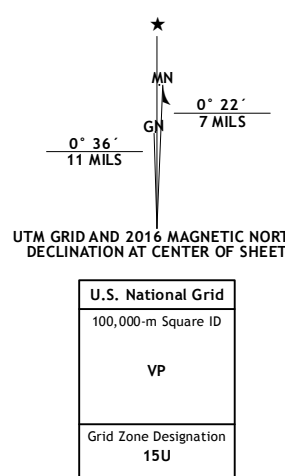 MN
0° 22´
7 MILS
GN
0° 36´
11 MILS
UTM GRID AND 2016 MAGNETIC NORT
DECLINATION AT CENTER OF SHEET
U.S. National Grid
100,000-m Square ID
VP
Grid Zone Designation
15U